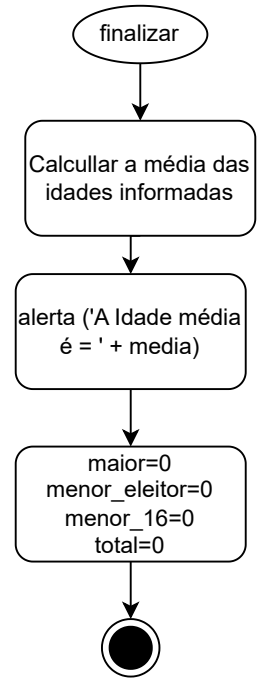 finalizar
Calcullar a média das
idades informadas
alerta ('A Idade média
é = ' + media)
maior=0
menor_eleitor=0
menor_16=0
total=0